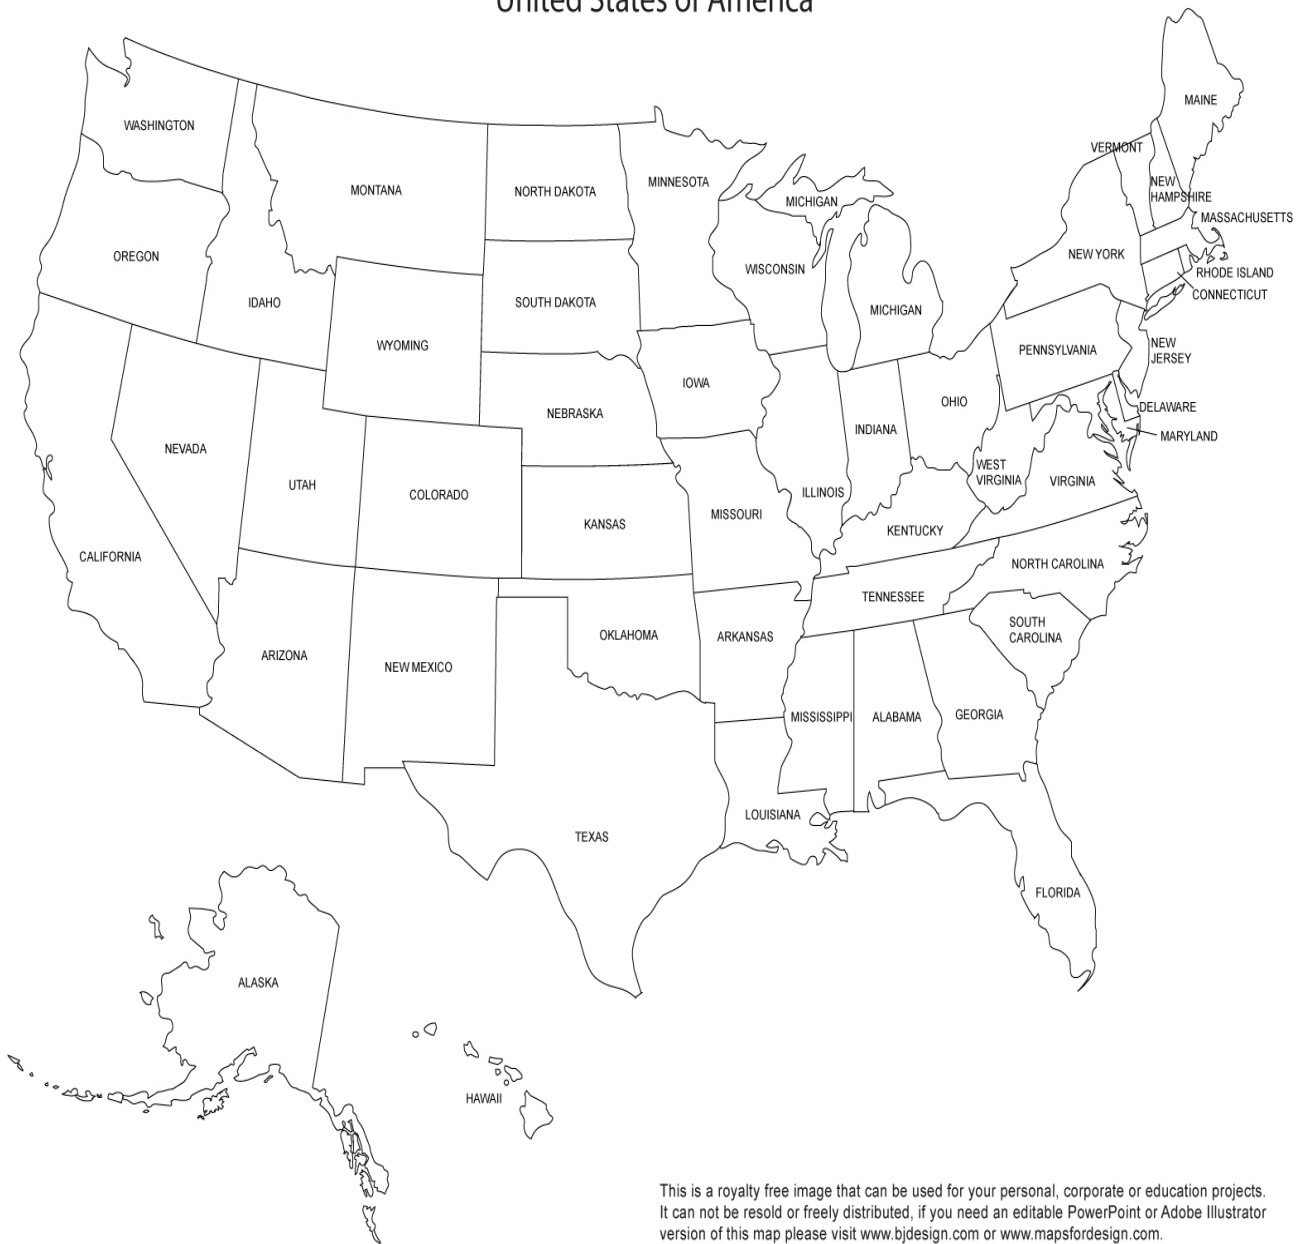 United States of America
MAINE
WASHINGTON
VERMONT
MONTANA
NORTH DAKOTA
MINNESOTA
MICHIGAN
NEW
HAMPSHIRE
MASSACHUSETTS
OREGON
NEW YORK
WISCONSIN
RHODE ISLAND
IDAHO
SOUTH DAKOTA
CONNECTICUT
MICHIGAN
WYOMING
PENNSYLVANIA
NEW
JERSEY
IOWA
OHIO
DELAWARE
NEBRASKA
INDIANA
MARYLAND
NEVADA
WEST
VIRGINIA
VIRGINIA
UTAH
COLORADO
ILLINOIS
MISSOURI
KANSAS
KENTUCKY
CALIFORNIA
NORTH CAROLINA
TENNESSEE
SOUTH
CAROLINA
OKLAHOMA
ARKANSAS
ARIZONA
NEW MEXICO
MISSISSIPPI
ALABAMA
GEORGIA
LOUISIANA
TEXAS
FLORIDA
ALASKA
HAWAII
This is a royalty free image that can be used for your personal, corporate or education projects.
It can not be resold or freely distributed, if you need an editable PowerPoint or Adobe Illustrator
version of this map please visit www.bjdesign.com or www.mapsfordesign.com.